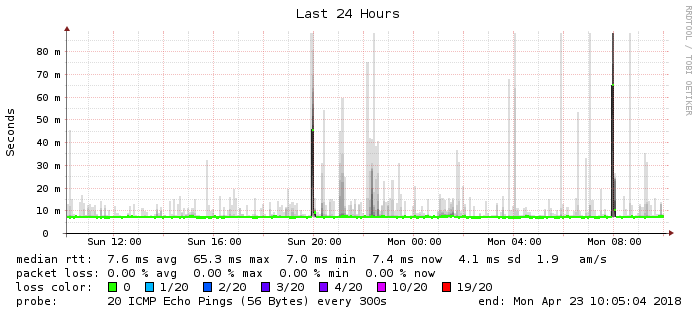 Last 24 Hours
RRDTOOL / TOBI OETIKER
Seconds
80 m
70 m
60 m
50 m
40 m
30 m
20 m
10 m
0
Sun 12:00 Sun 16:00 Sun 20:00 Mon 00:00 Mon 04:00 Mon 08:00
median rtt: 7.6 ms avg 65.3 ms max 7.0 ms min 7.4 ms now 4.1 ms sd 1.9 am/s
packet loss: 0.00 % avg 0.00 % max 0.00 % min 0.00 % now
loss color: 0 1/20 2/20 3/20 4/20 10/20 19/20
probe: 20 ICMP Echo Pings (56 Bytes) every 300s end: Mon Apr 23 10:05:04 2018